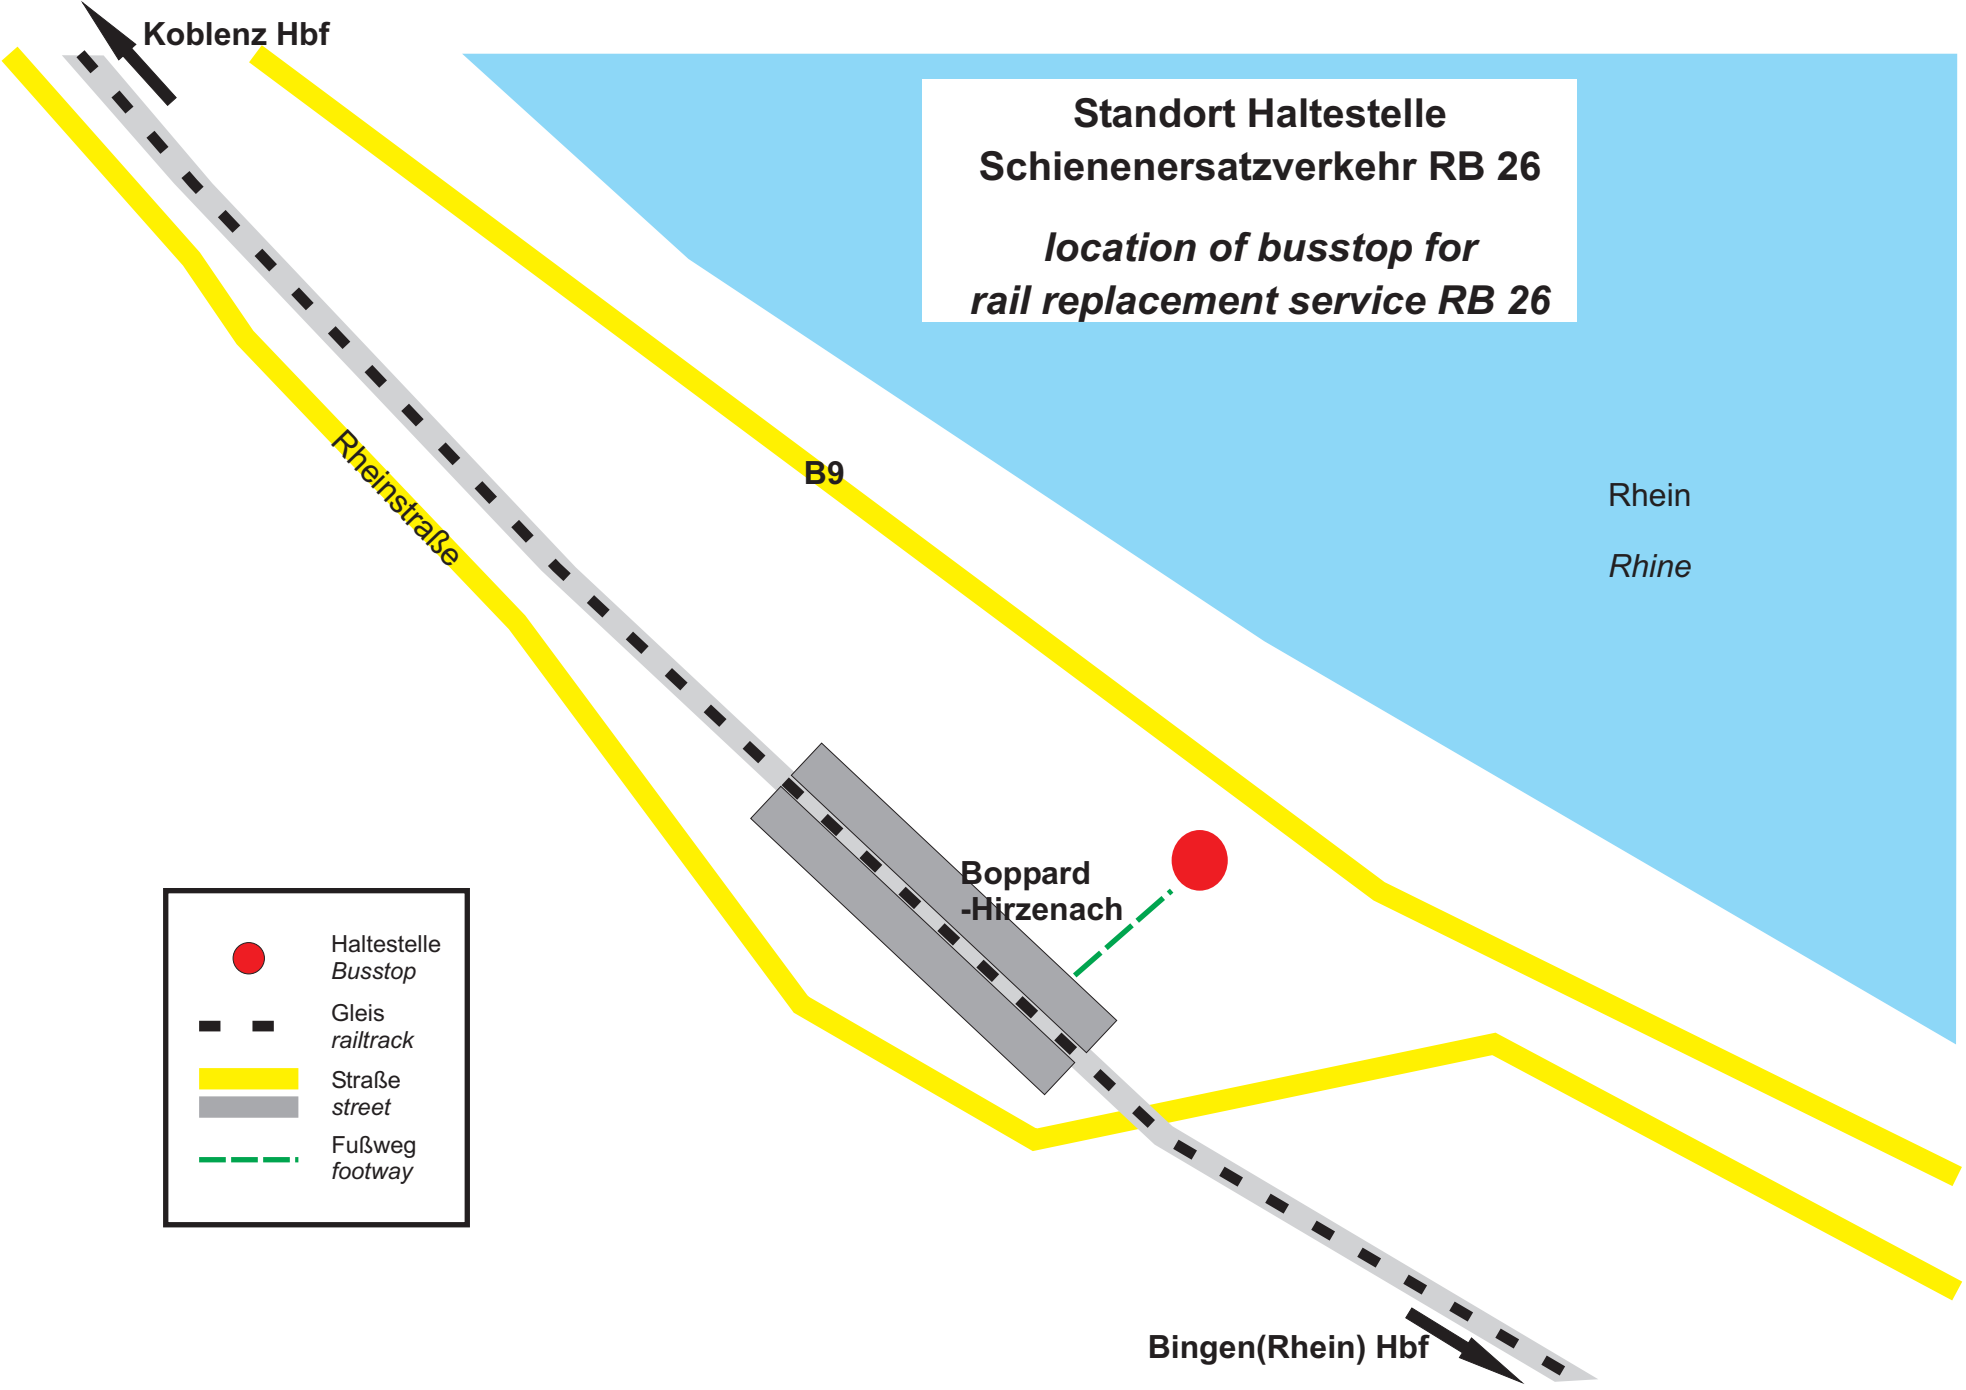 Koblenz Hbf
Standort Haltestelle
Schienenersatzverkehr RB 26
location of busstop for
rail replacement service RB 26
Rheinstraße
B9
Rhein
Rhine
Boppard
-Hirzenach
Haltestelle
Busstop
Gleis
railtrack
Straße
street
Fußweg
footway
Bingen(Rhein) Hbf